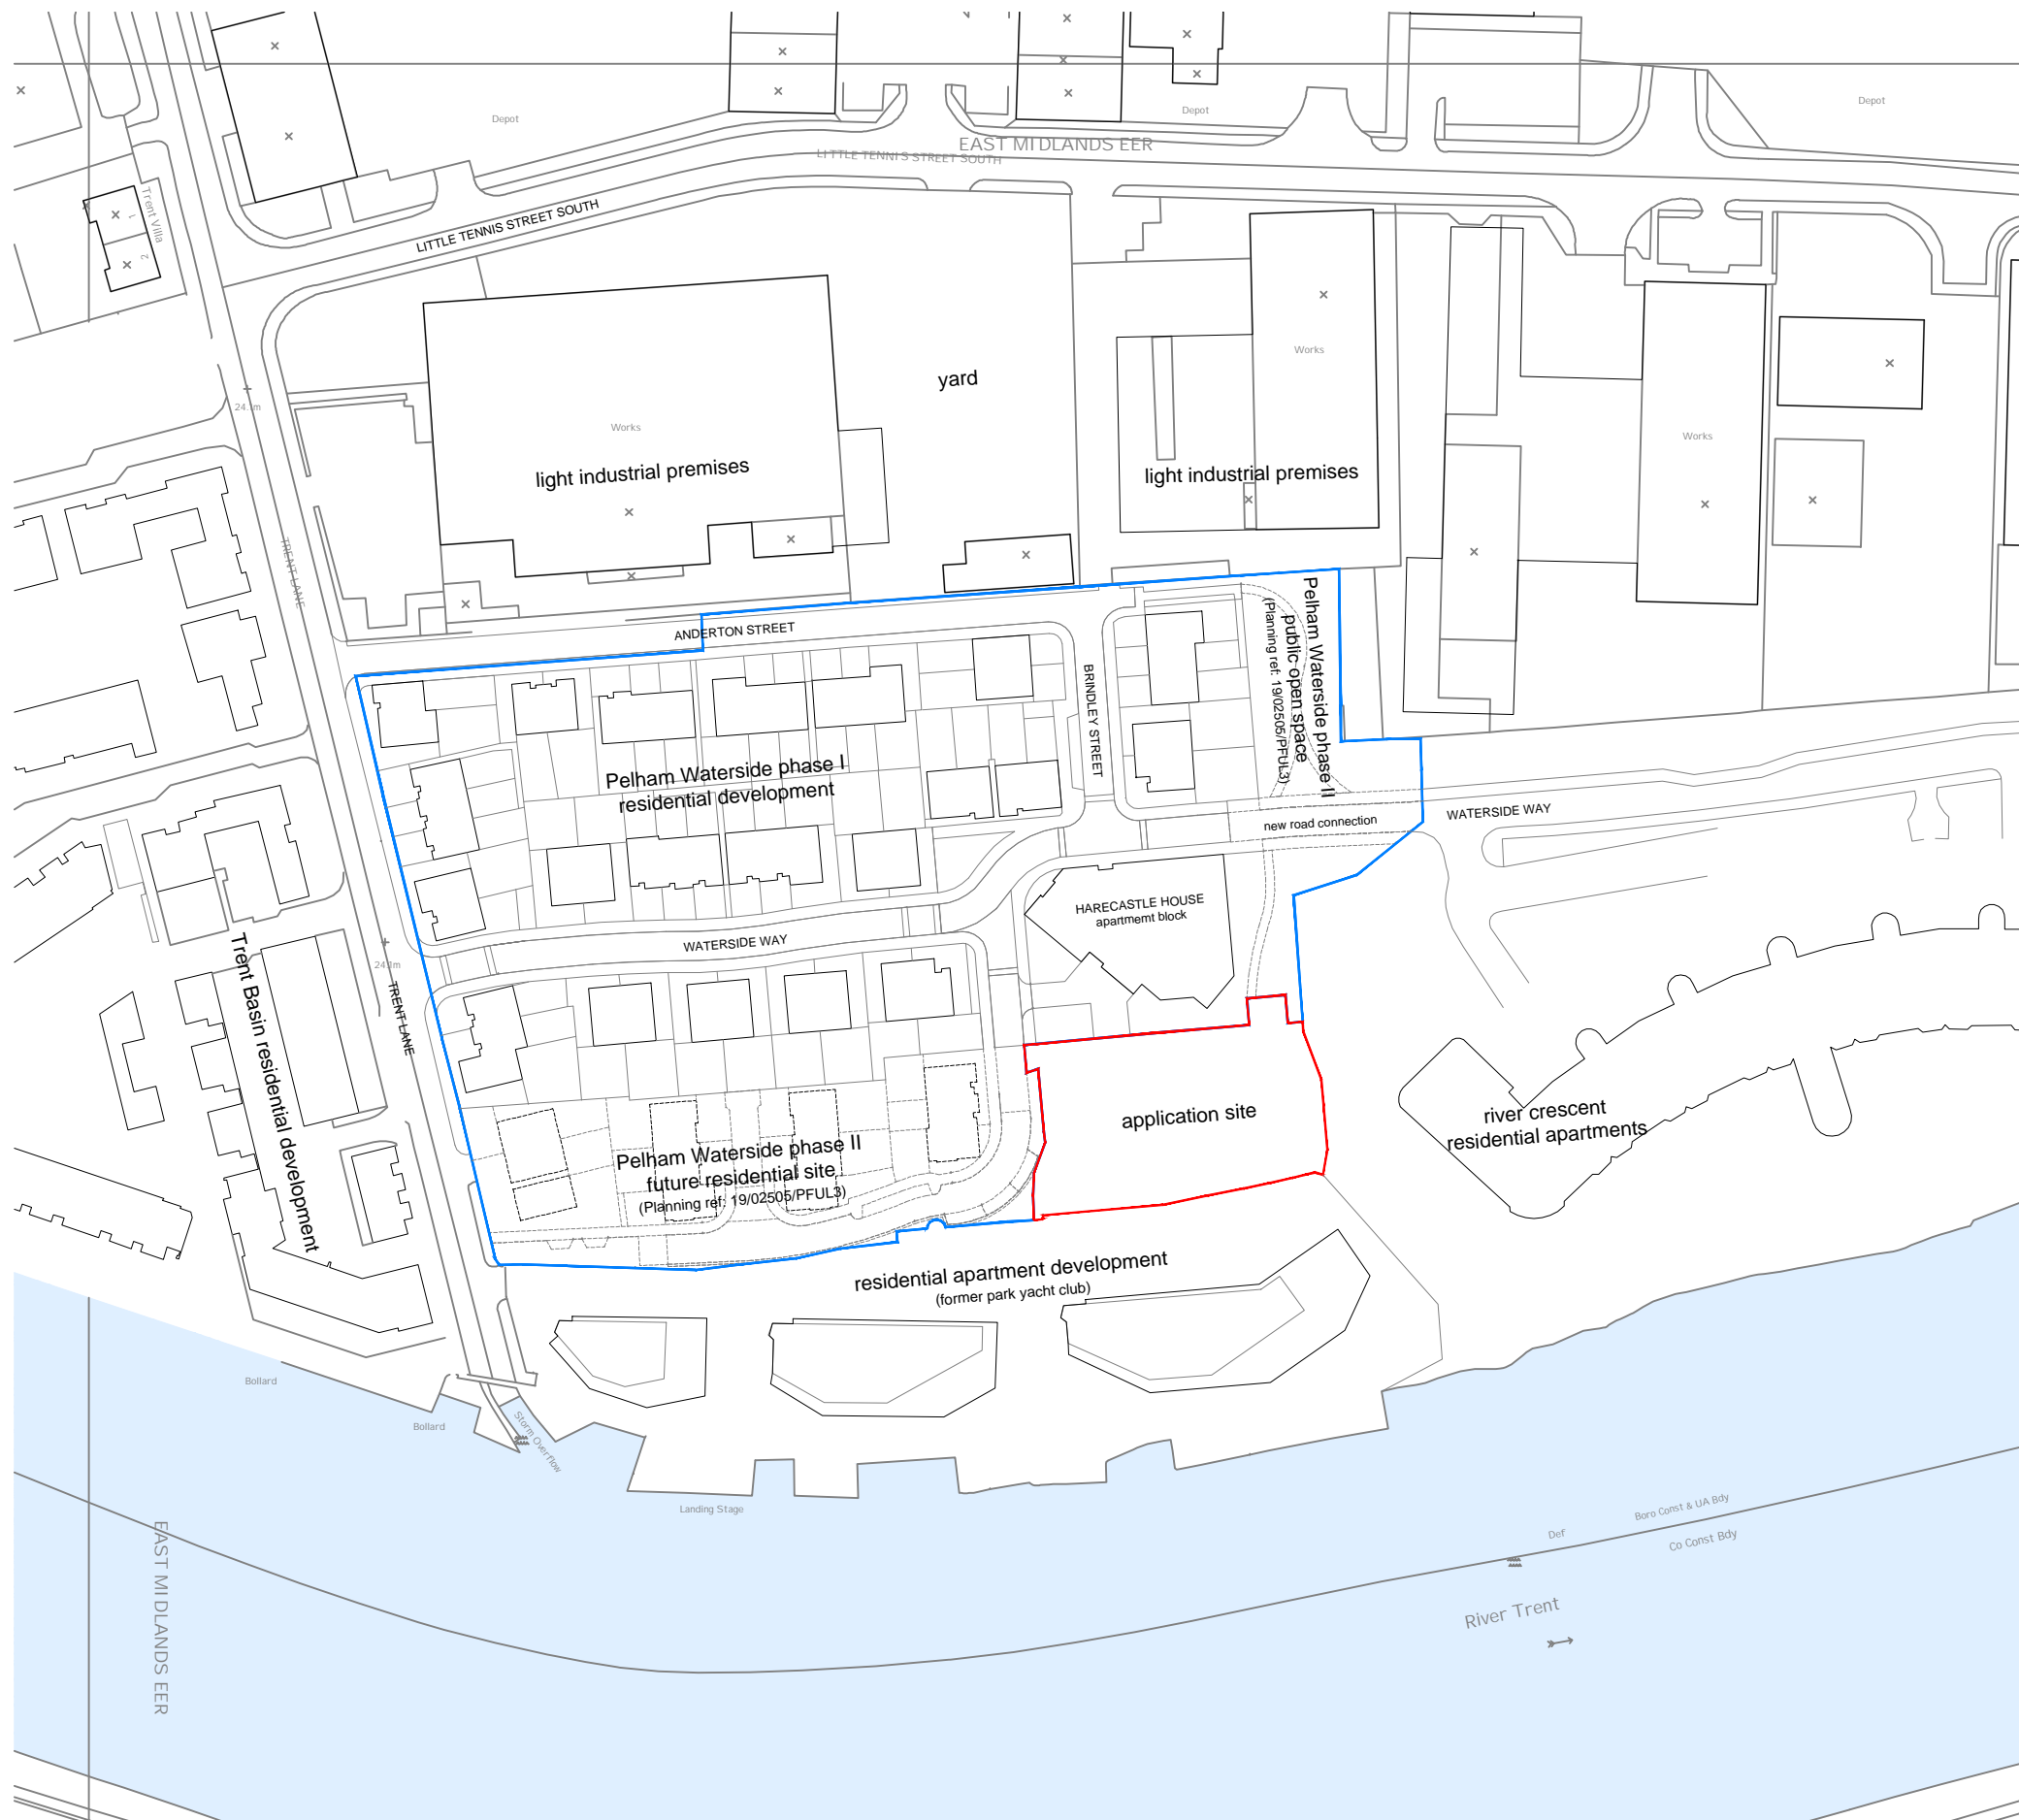 Depot
Depot
Depot
EAST MIDLANDS EER
LITTLE TENNIS STREET SOUTH
Trent Villa
1
2
LITTLE TENNIS STREET SOUTH
Works
yard
Works
light industrial premises
light industrial premises
Works
TRENT LANE
ANDERTON STREET
BRINDLEY STREET
Pelham Waterside phase II
public open space
(Planning ref: 19/02505/PFUL3)
Pelham Waterside phase I
residential development
new road connection
WATERSIDE WAY
HARECASTLE HOUSE
apartmemt block
WATERSIDE WAY
24.1m
TRENT LANE
Trent Basin residential development
application site
river crescent
residential apartments
Pelham Waterside phase II
future residential site
(Planning ref: 19/02505/PFUL3)
residential apartment development
(former park yacht club)
Bollard
Bollard
Storm Overflow
Landing Stage
Boro Const & UA Bdy
Def
Co Const Bdy
EAST MIDLANDS EER
River Trent